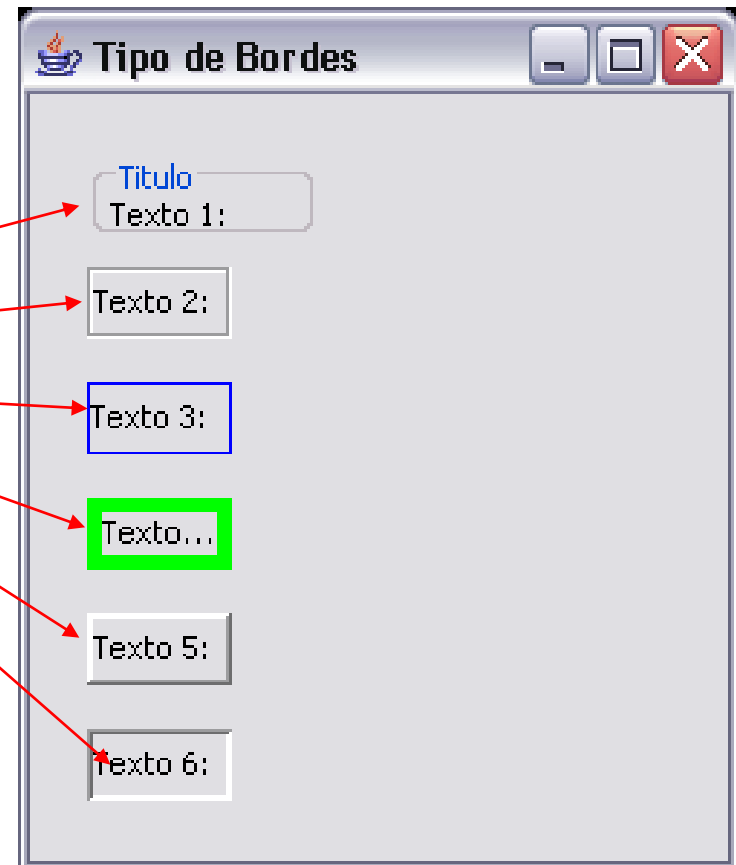 Tipo de Bordes
Titulo
Texto 1:
Texto 2:
Texto 3:
Texto...
Texto 5:
Texto 6: